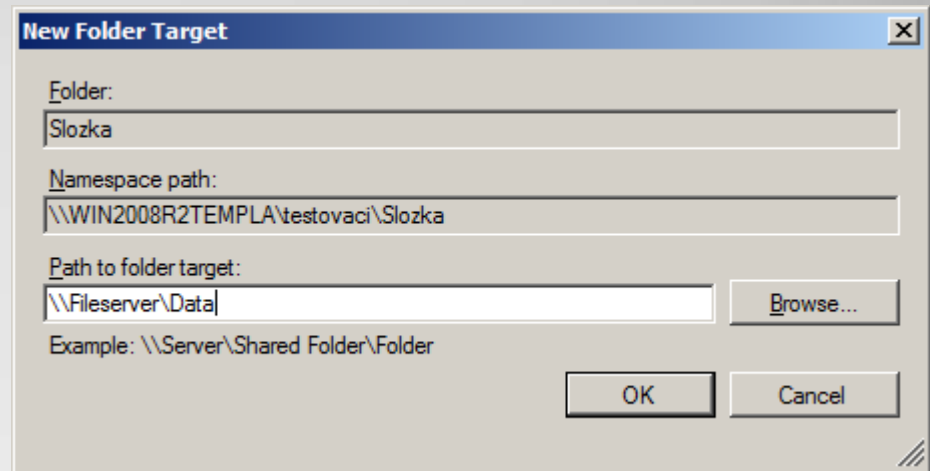 New Folder Target
Folder:
Slozka
Namespace path:
\\WIN2008R2TEMPLA\testovaci\Slozka
Path to folder target:
\\Fileserver\Data
Browse...
Example: \\Server\Shared Folder\Folder
OK
Cancel